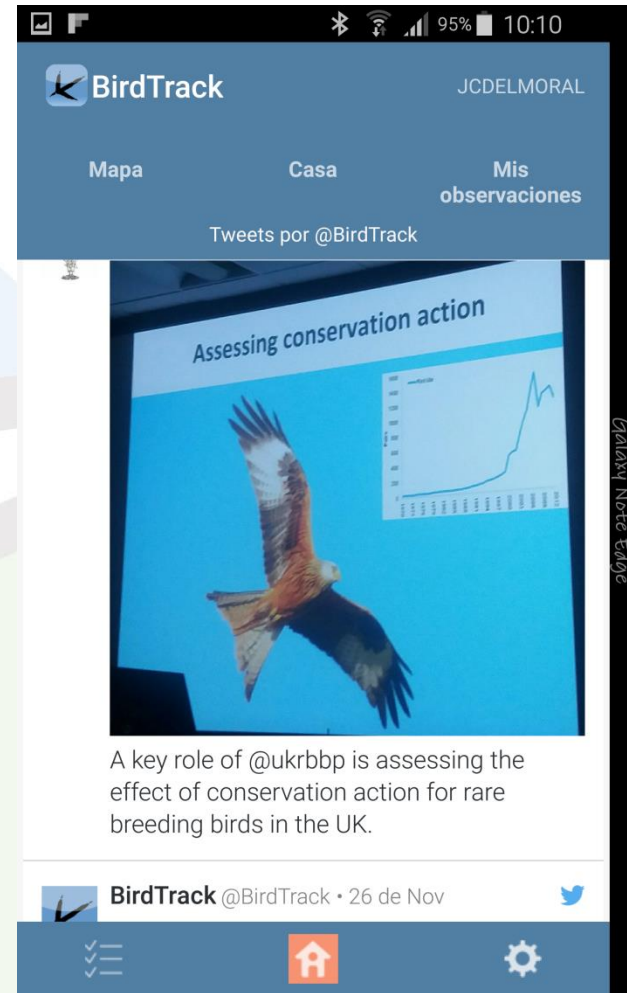 95% 10:10
BirdTrack JCDELMORAL
Mapa Casa Mis
observaciones
Tweets por @BirdTrack
Assessing conservation action
A key role of @ukrbbp is assessing the
effect of conservation action for rare
breeding birds in the UK.
BirdTrack @BirdTrack • 26 de Nov
Galaxy Note Edge